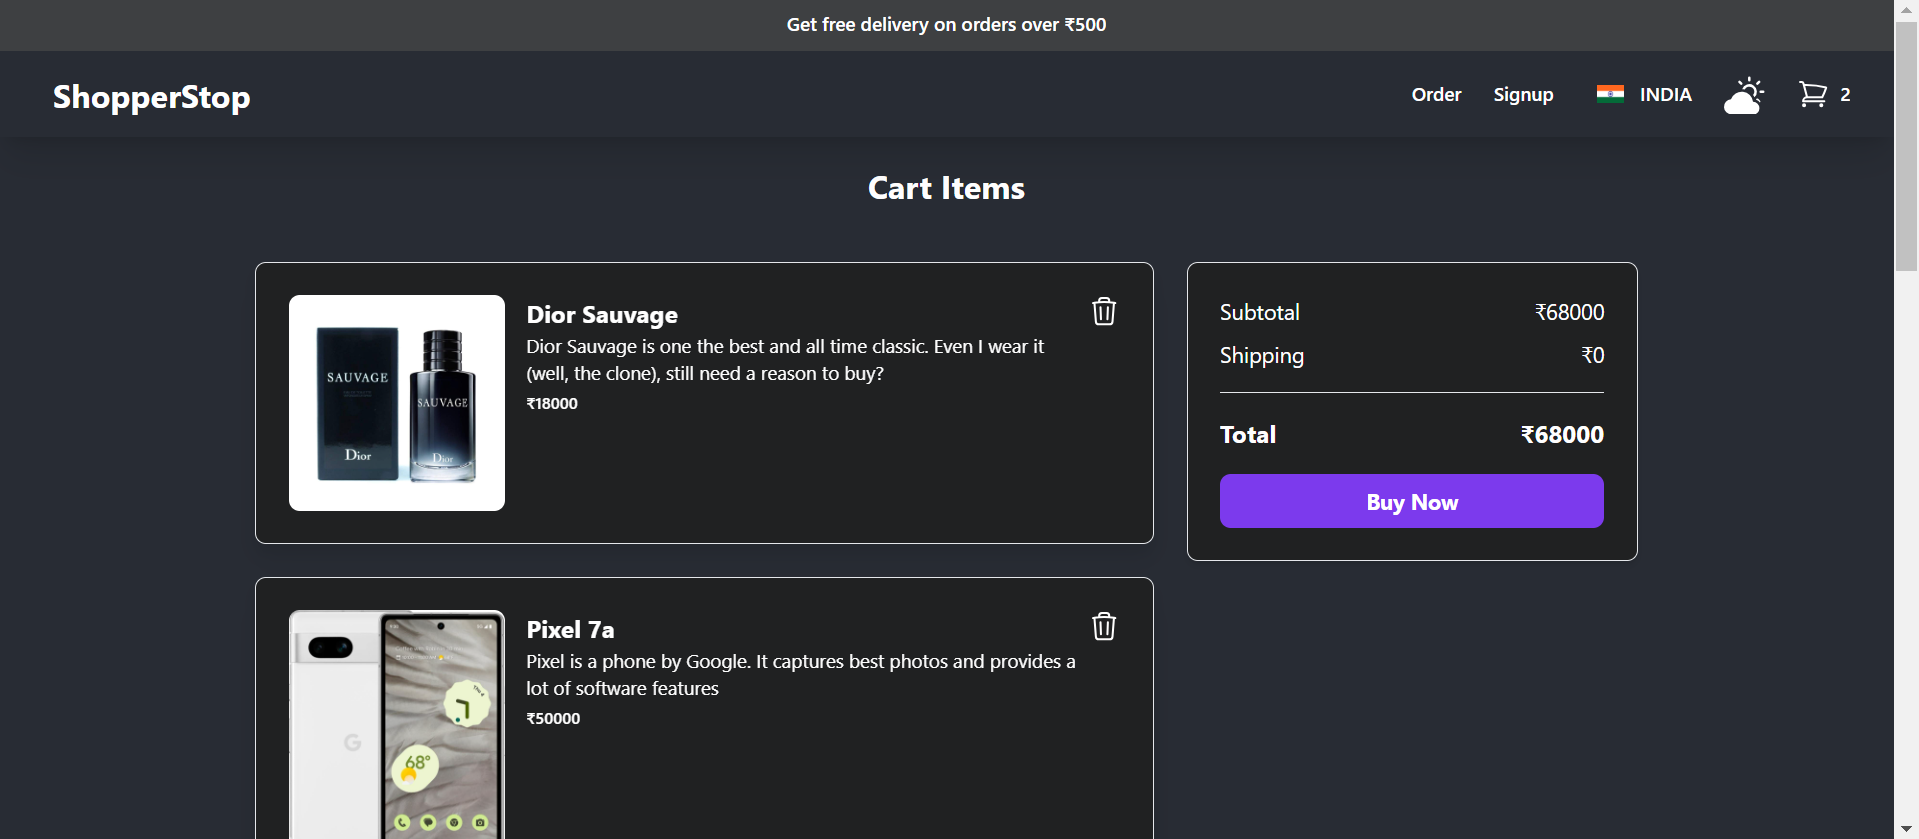 Get free delivery on orders over ₹500
ShopperStop
Order Signup INDIA 2
Cart Items
Dior Sauvage
Dior Sauvage is one the best and all time classic. Even I wear it
(well, the clone), still need a reason to buy?
₹18000
SAUVAGE
Dior
SAUVAGE
Dior
Subtotal ₹68000
Shipping ₹0
Total ₹68000
Buy Now
Pixel 7a
Pixel is a phone by Google. It captures best photos and provides a
lot of software features
₹50000
G
68°